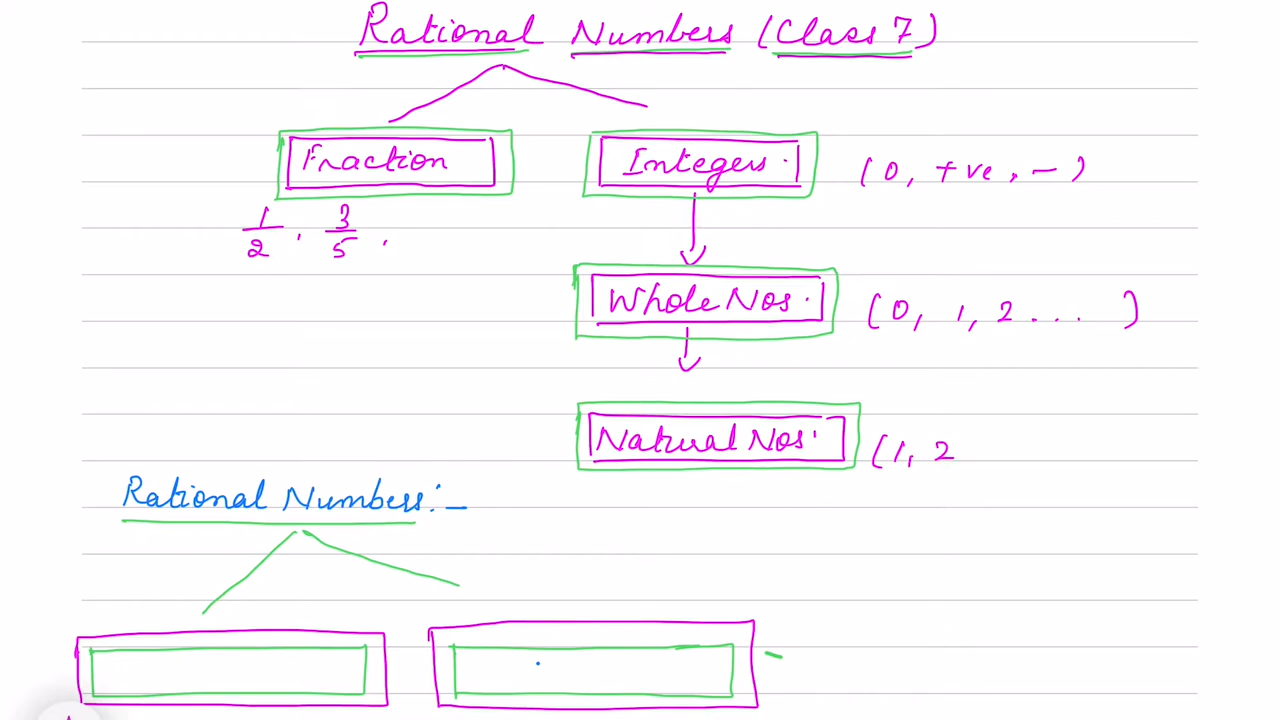 Rational Numbers (Class 7)
Fraction
Integers.
(0, +ve, -)
1/2, 3/5,
Whole Nos.
(0, 1, 2 .... )
Natural Nos.
(1, 2
Rational Numbers:-